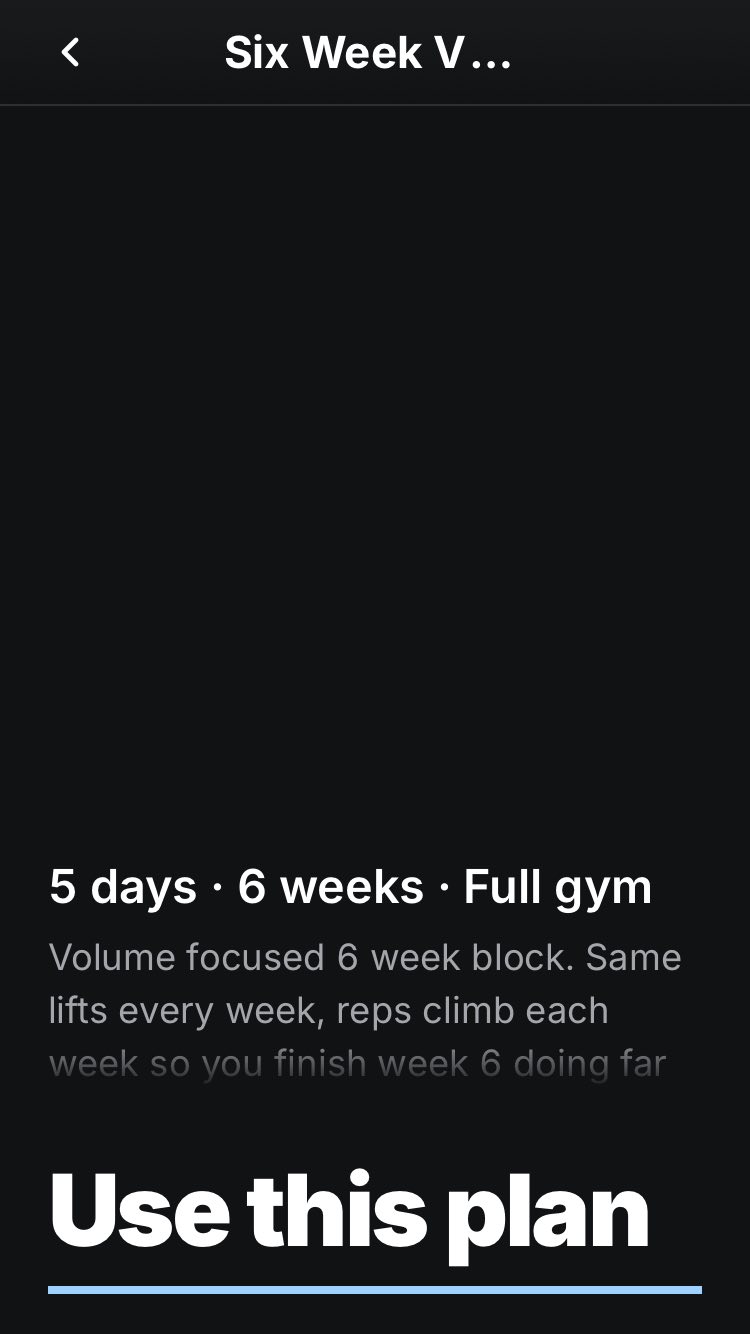 Six Week V...
5 days · 6 weeks · Full gym
Volume focused 6 week block. Same
lifts every week, reps climb each
week so you finish week 6 doing far
Use this plan